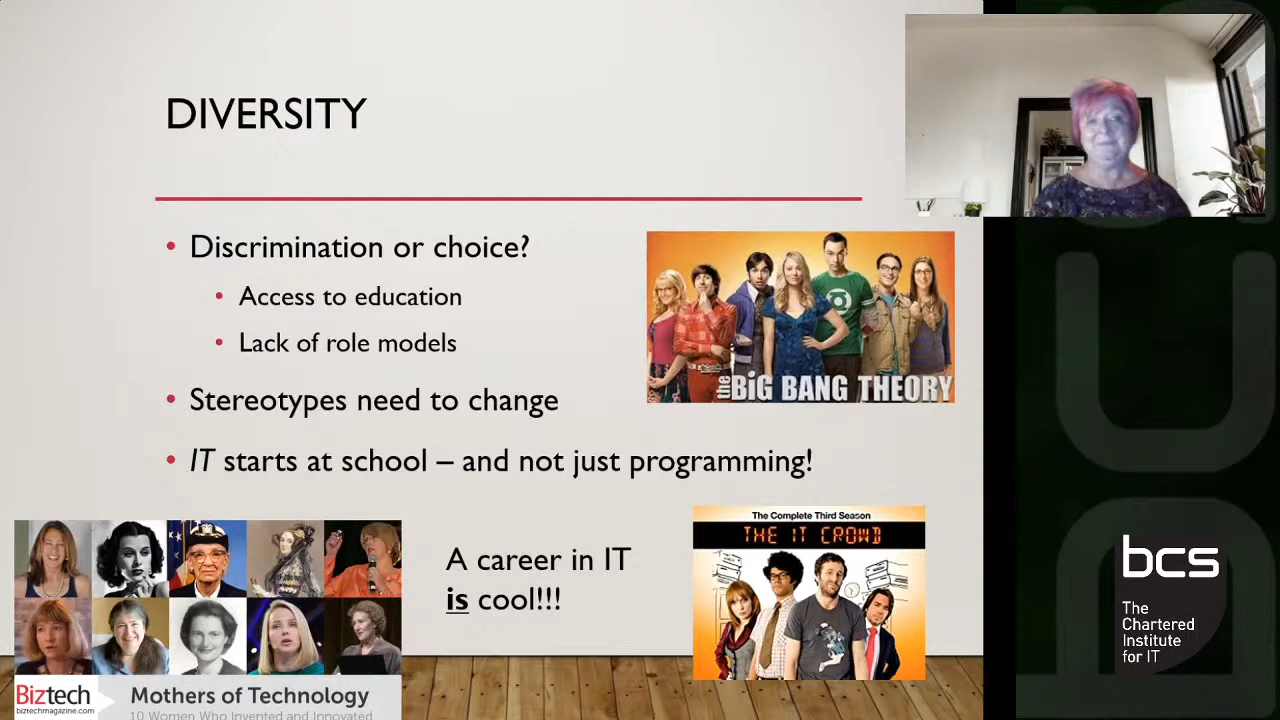 DIVERSITY
• Discrimination or choice?
• Access to education
• Lack of role models
• Stereotypes need to change
• IT starts at school – and not just programming!
the BiG BANG THEORY
A career in IT
is cool!!!
The Complete Third Season
THE IT CROWD
Biztech
biztechmagazine.com
Mothers of Technology
10 Women Who Invented and Innovated
bcs
The
Chartered
Institute
for IT